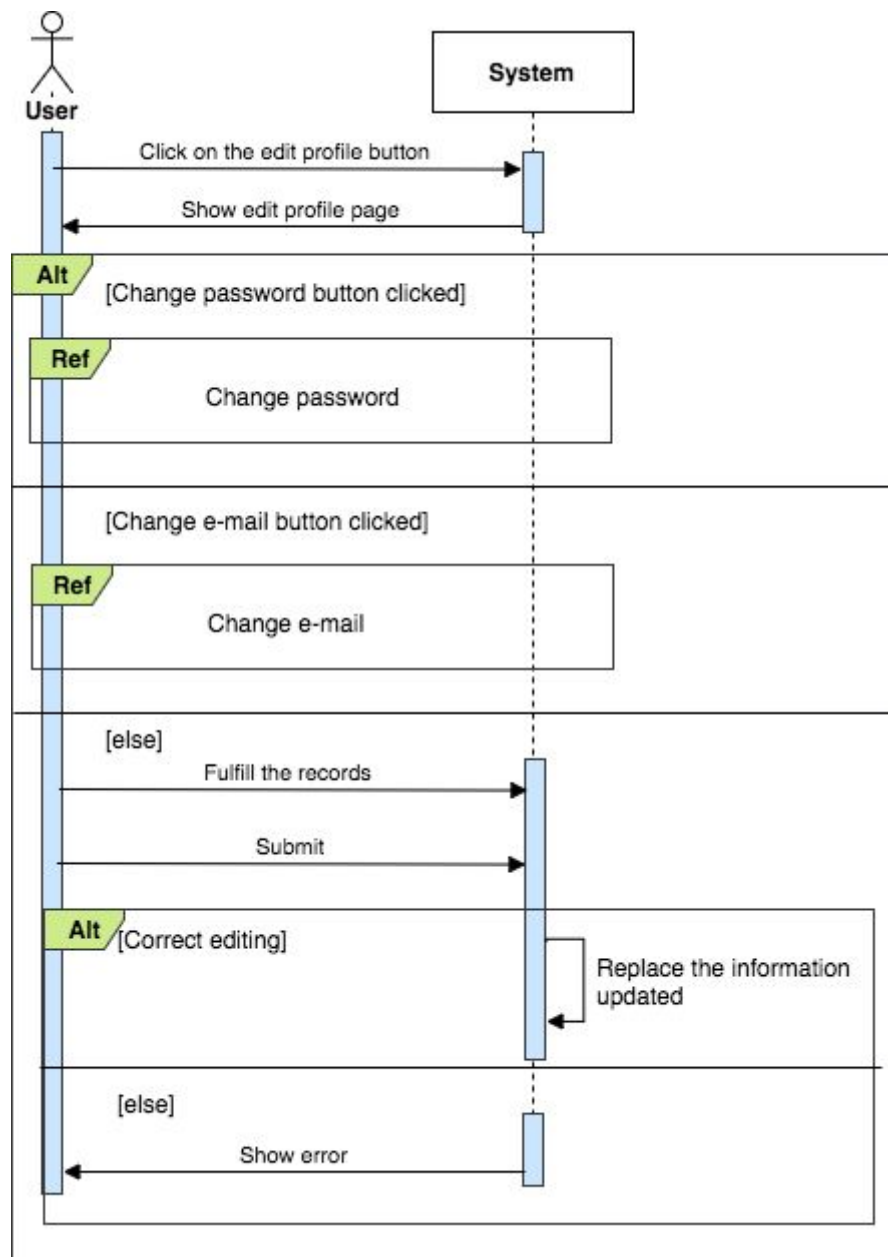 User
System
Click on the edit profile button
Show edit profile page
Alt
[Change password button clicked]
Ref
Change password
[Change e-mail button clicked]
Ref
Change e-mail
[else]
Fulfill the records
Submit
Alt
[Correct editing]
Replace the information
updated
[else]
Show error